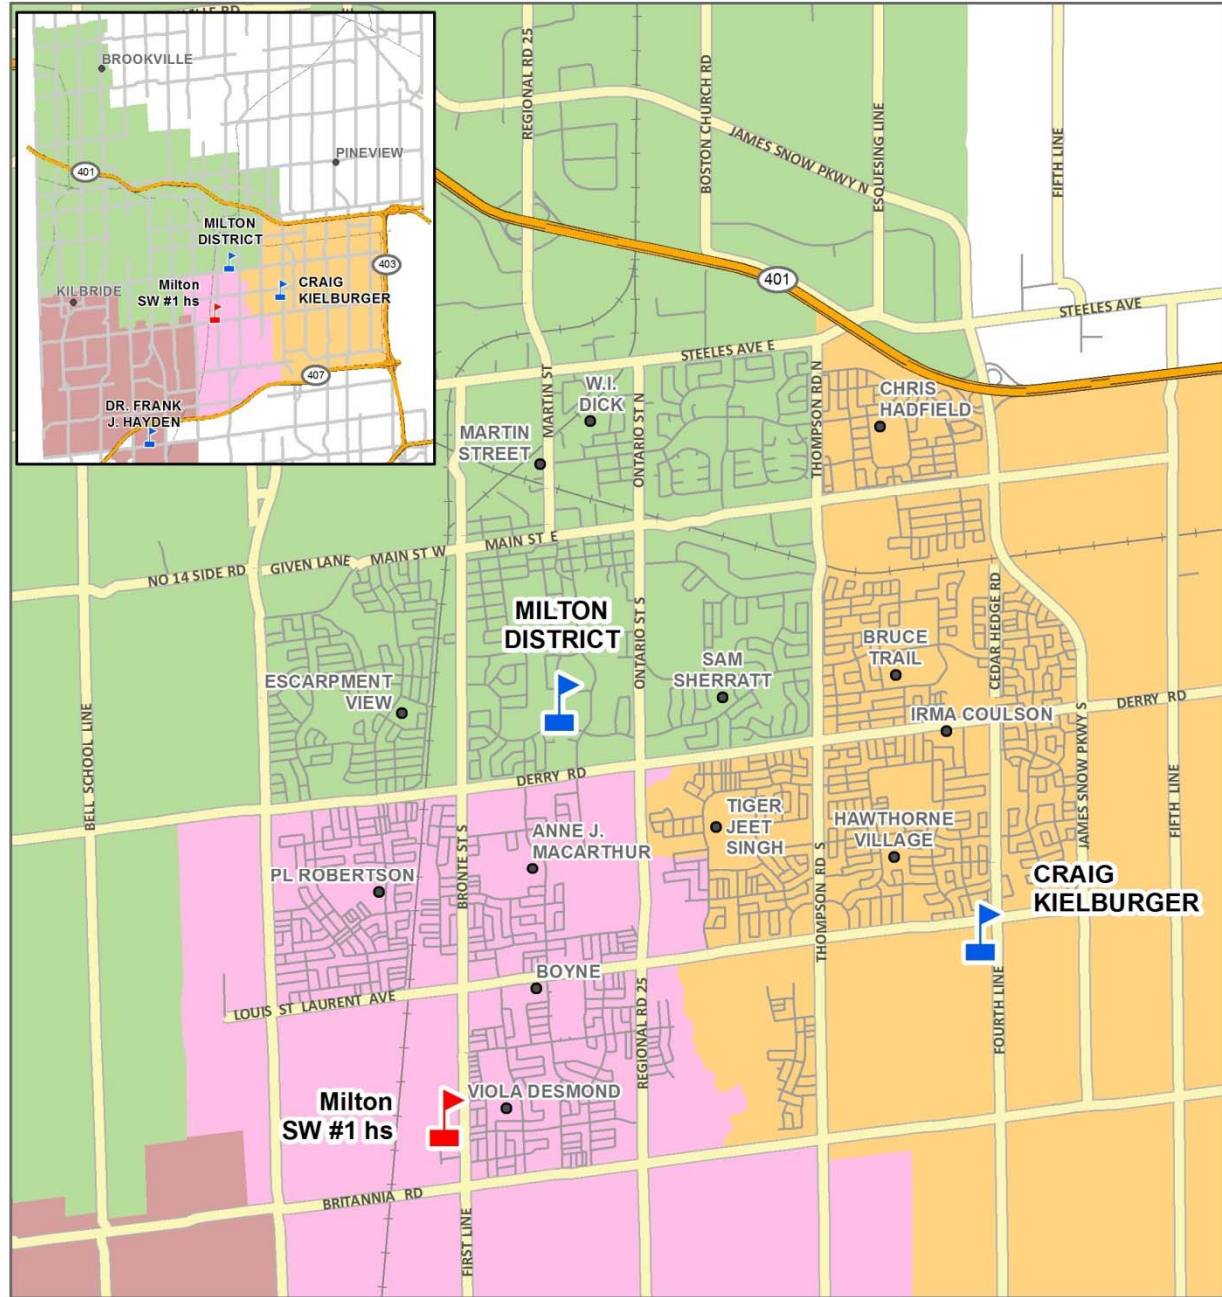 BROOKVILLE
PINEVIEW
401
MILTON
DISTRICT
KILBRIDE
Milton
SW #1 hs
CRAIG
KIELBURGER
403
407
DR. FRANK
J. HAYDEN
REGIONAL RD 25
BOSTON CHURCH RD
JAMES SNOW PKWY N
ESQUESING LINE
FIFTH LINE
401
STEELES AVE
STEELES AVE E
W.I.
DICK
MARTIN ST
ONTARIO ST N
THOMPSON RD N
CHRIS
HADFIELD
MARTIN
STREET
NO 14 SIDE RD
GIVEN LANE
MAIN ST W
MAIN ST E
MILTON
DISTRICT
ONTARIO ST S
SAM
SHERRATT
BRUCE
TRAIL
CEDAR HEDGE RD
ESCARPMENT
VIEW
IRMA COULSON
DERRY RD
BELL SCHOOL LINE
DERRY RD
JAMES SNOW PKWY S
FIFTH LINE
TIGER
JEET
SINGH
HAWTHORNE
VILLAGE
ANNE J.
MACARTHUR
BRONTE ST S
PL ROBERTSON
THOMPSON RD S
CRAIG
KIELBURGER
BOYNE
LOUIS ST LAURENT AVE
REGIONAL RD 25
FOURTH LINE
VIOLA DESMOND
Milton
SW #1 hs
BRITANNIA RD
FIRST LINE